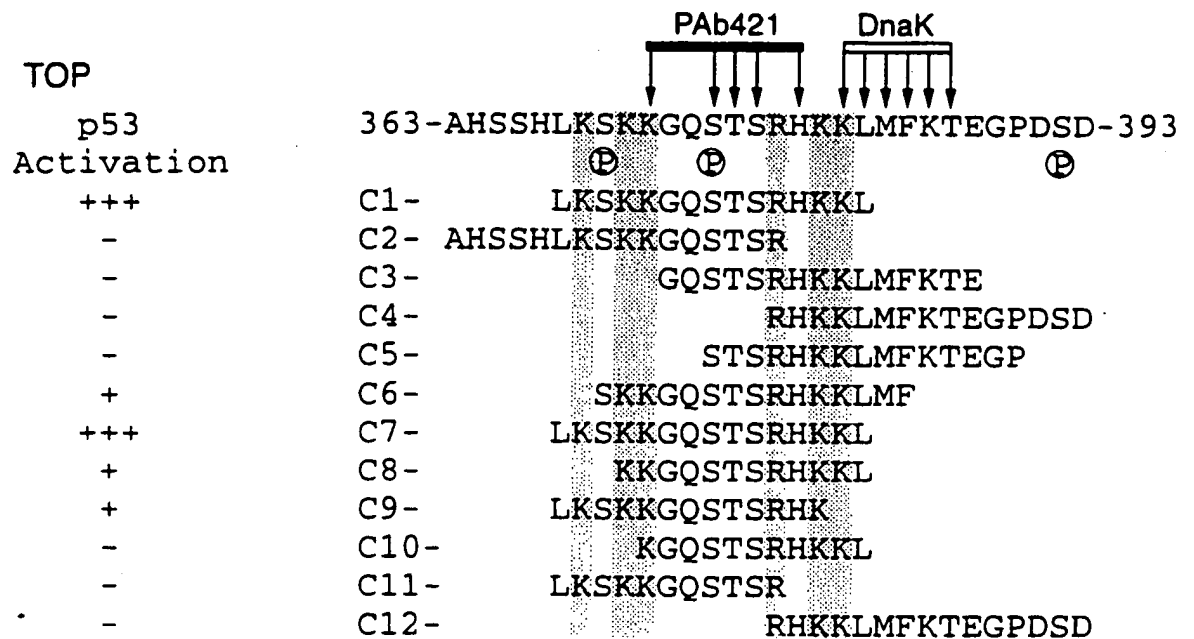 PAb421 DnaK
TOP
p53 363-AHSSHLKSKKGQSTSRHKKLMFKTEGPDSD-393
Activation P P P
+++ C1- LKSKKGQSTSRHKKL
- C2- AHSSHLKSKKGQSTSR
- C3- GQSTSRHKKLMFKTE
- C4- RHKKLMFKTEGPDSD
- C5- STSRHKKLMFKTEGP
+ C6- SKKGQSTSRHKKLMF
+++ C7- LKSKKGQSTSRHKKL
+ C8- KKGQSTSRHKKL
+ C9- LKSKKGQSTSRHK
- C10- KGQSTSRHKKL
- C11- LKSKKGQSTSR
- C12- RHKKLMFKTEGPDSD